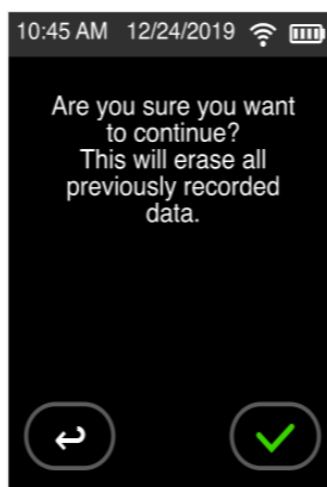 10:45 AM 12/24/2019
Are you sure you want
to continue?
This will erase all
previously recorded
data.